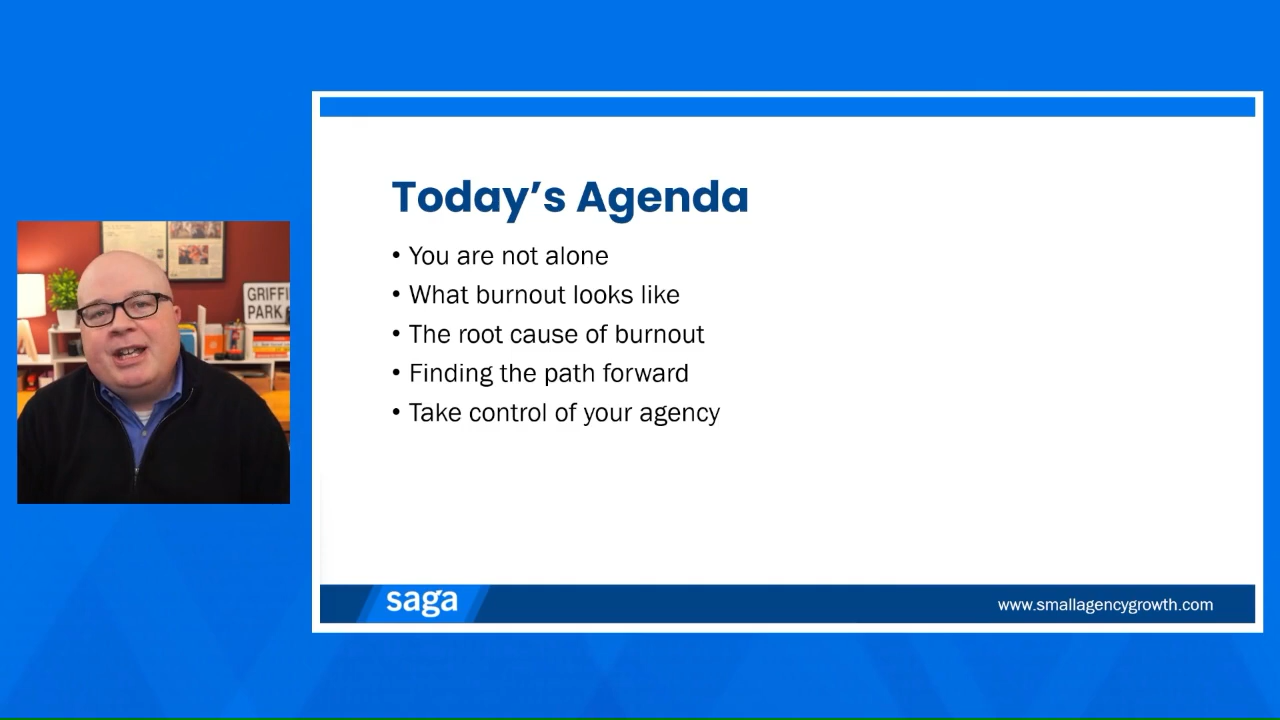 GRIFFI
PARK
Today’s Agenda
• You are not alone
• What burnout looks like
• The root cause of burnout
• Finding the path forward
• Take control of your agency
saga
www.smallagencygrowth.com